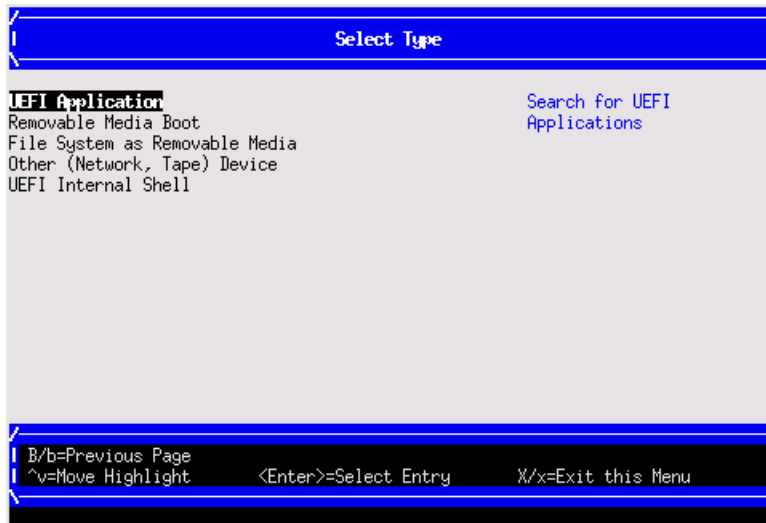 Select Type
UEFI Application
Search for UEFI
Removable Media Boot
Applications
File System as Removable Media
Other (Network, Tape) Device
UEFI Internal Shell
B/b=Previous Page
^v=Move Highlight <Enter>=Select Entry X/x=Exit this Menu